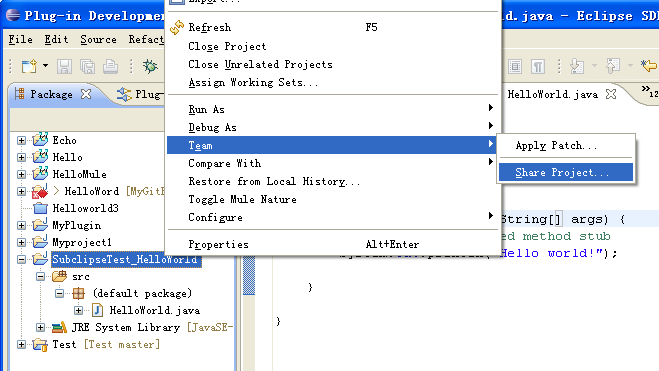 Plug-in Developmen
ld.java - Eclipse SD
Export...
File Edit Source Refact
Refresh F5
Close Project
Close Unrelated Projects
Assign Working Sets...
Package
Plug-
HelloWorld.java
»12
Run As
Debug As
Team
Compare With
Restore from Local History...
Toggle Mule Nature
Configure
Properties Alt+Enter
Apply Patch...
Share Project...
Echo
Hello
HelloMule
> HelloWord [MyGitB
Helloworld3
MyPlugin
Myproject1
SubclipseTest_HelloWorld
src
(default package)
HelloWorld.java
JRE System Library [JavaSE-
Test [Test master]
String[] args) {
ed method stub
"Hello world!");
}
}